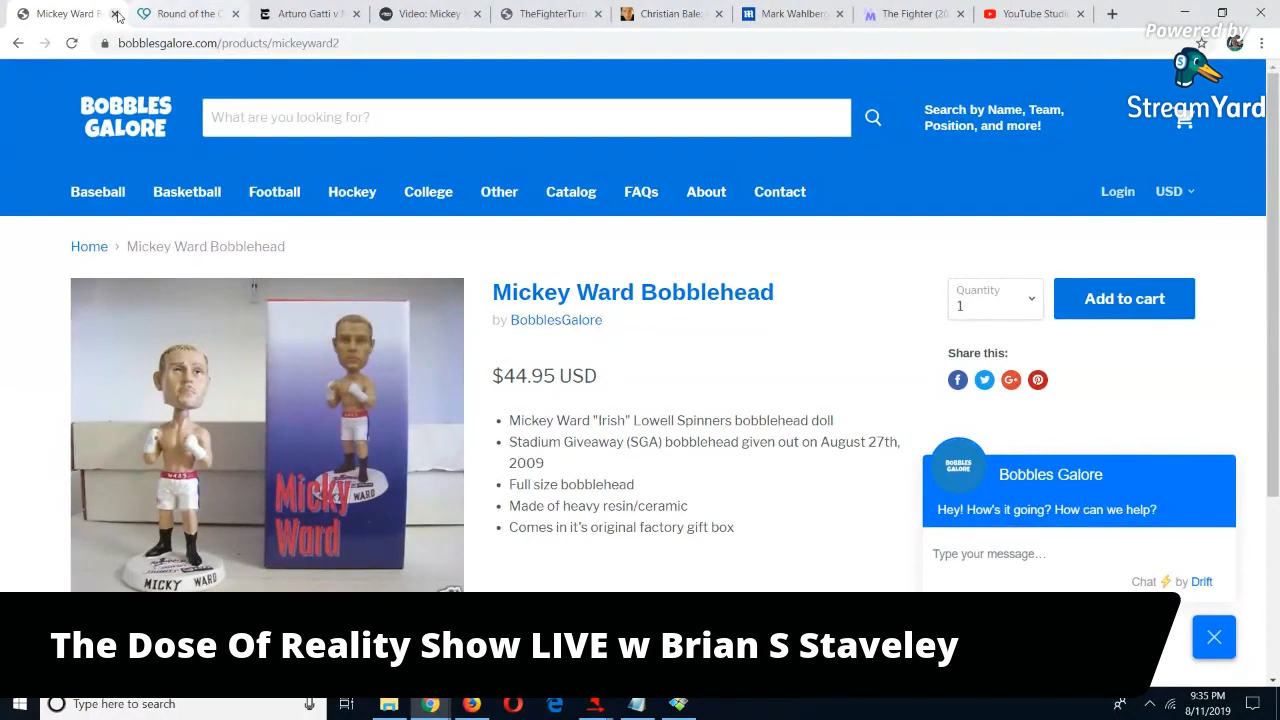 Mickey Ward B
Round of the C
Arturo Gatti v M
Video: Mickey
TheFighterTurn
Christian Bale
Mark Wahlberg
The Fighter (20
YouTube Studi
Powered by
bobblesgalore.com/products/mickeyward2
StreamYard
BOBBLES
GALORE
What are you looking for?
Search by Name, Team,
Position, and more!
Baseball
Basketball
Football
Hockey
College
Other
Catalog
FAQs
About
Contact
Login
USD
Home > Mickey Ward Bobblehead
Mickey Ward Bobblehead
by BobblesGalore
$44.95 USD
• Mickey Ward "Irish" Lowell Spinners bobblehead doll
• Stadium Giveaway (SGA) bobblehead given out on August 27th,
2009
• Full size bobblehead
• Made of heavy resin/ceramic
• Comes in it's original factory gift box
Quantity
1
Add to cart
Share this:
WARD
Micky
Ward
MICKY WARD
BOBBLES
GALORE
Bobbles Galore
Hey! How's it going? How can we help?
Type your message...
Chat ⚡ by Drift
The Dose Of Reality Show LIVE w Brian S Staveley
Type here to search
9:35 PM
8/11/2019